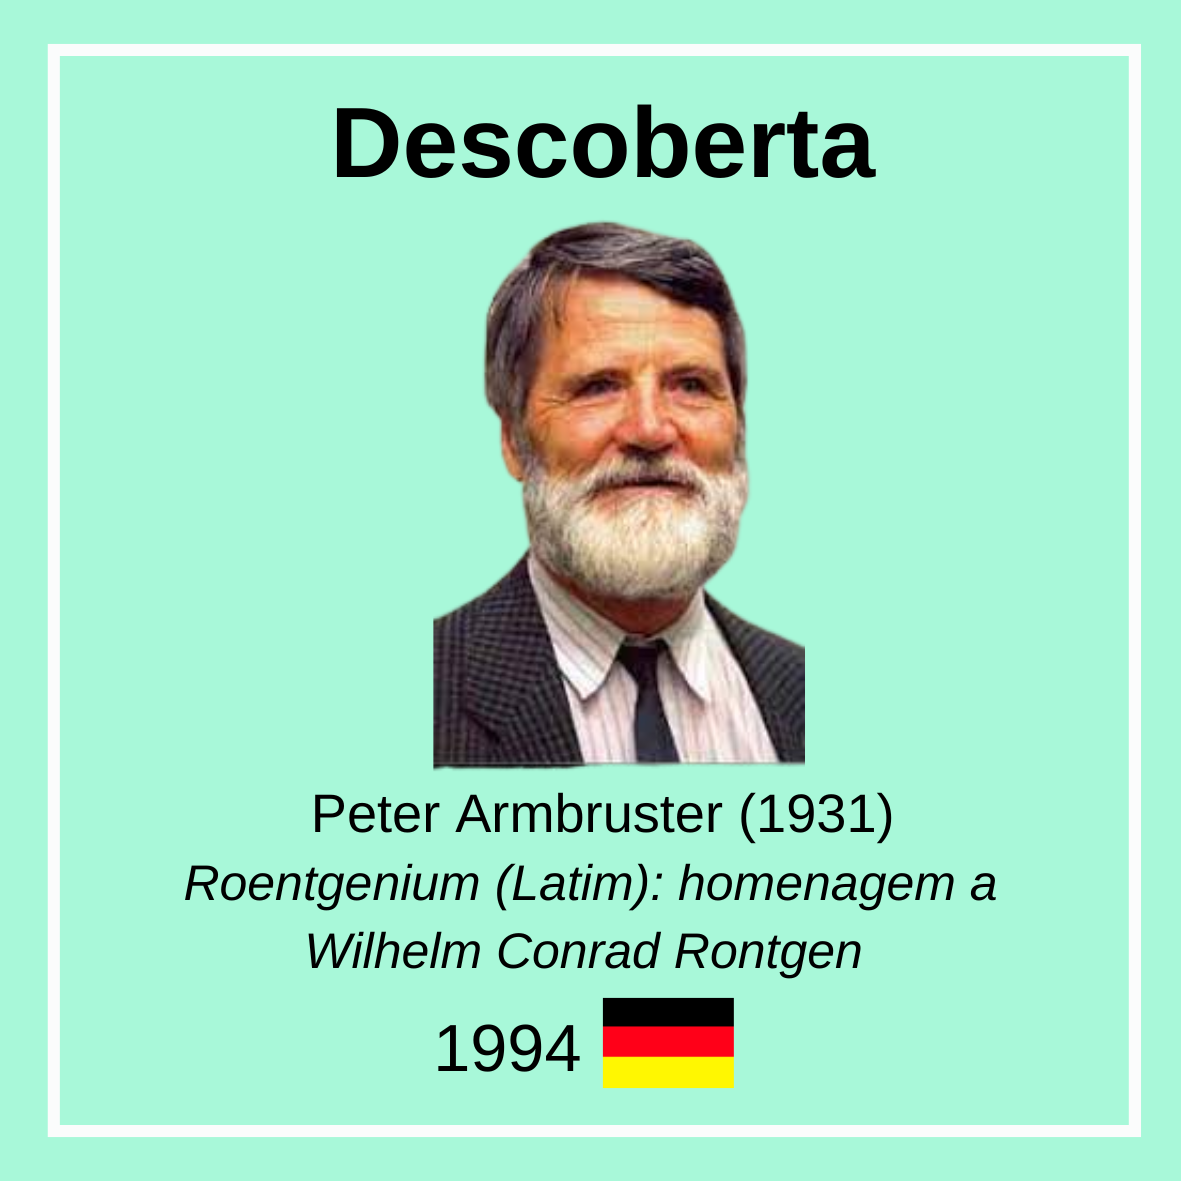 Descoberta
Peter Armbruster (1931)
Roentgenium (Latim): homenagem a
Wilhelm Conrad Rontgen
1994